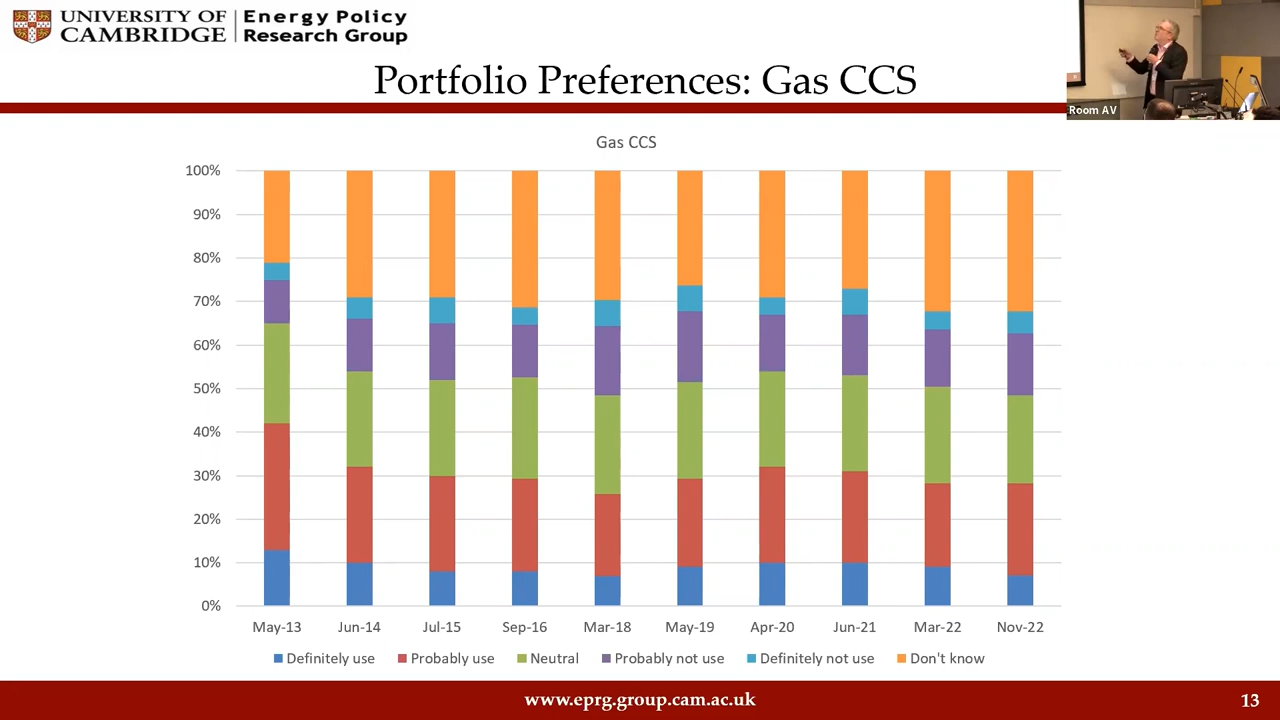 UNIVERSITY OF
CAMBRIDGE
Energy Policy
Research Group
Portfolio Preferences: Gas CCS
Room AV
Gas CCS
100%
90%
80%
70%
60%
50%
40%
30%
20%
10%
0%
May-13 Jun-14 Jul-15 Sep-16 Mar-18 May-19 Apr-20 Jun-21 Mar-22 Nov-22
Definitely use Probably use Neutral Probably not use Definitely not use Don't know
www.eprg.group.cam.ac.uk
13